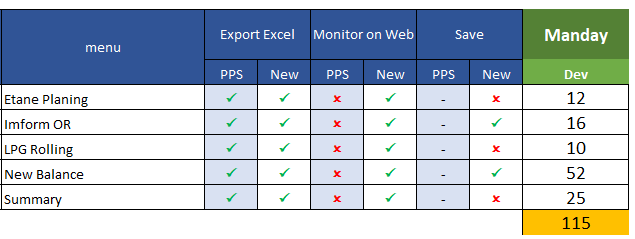 menu Export Excel Monitor on Web Save Manday
PPS New PPS New PPS New Dev
Etane Planing ✓ ✓ x ✓ - x 12
Imform OR ✓ ✓ x ✓ - ✓ 16
LPG Rolling ✓ ✓ x ✓ - ✓ 10
New Balance ✓ ✓ x ✓ - ✓ 52
Summary ✓ ✓ x ✓ - x 25
115